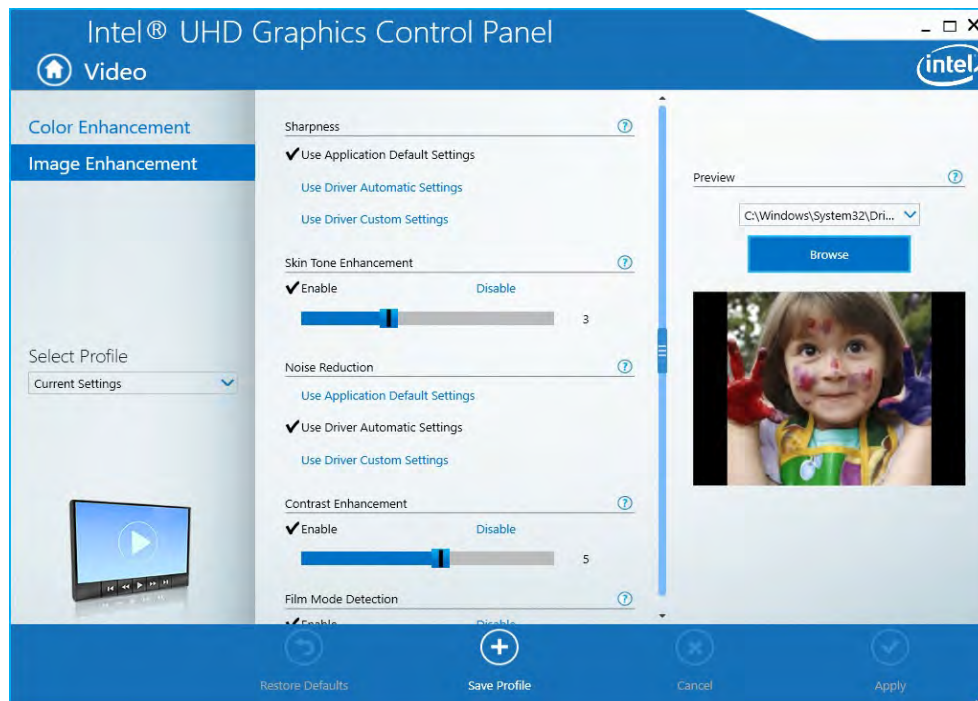 Intel® UHD Graphics Control Panel
Video
intel
Color Enhancement
Image Enhancement
Select Profile
Current Settings
Sharpness
Use Application Default Settings
Use Driver Automatic Settings
Use Driver Custom Settings
Skin Tone Enhancement
Enable Disable
3
Noise Reduction
Use Application Default Settings
Use Driver Automatic Settings
Use Driver Custom Settings
Contrast Enhancement
Enable Disable
5
Film Mode Detection
Enable Disable
Preview
C:\Windows\System32\Dri...
Browse
Restore Defaults
Save Profile
Cancel
Apply